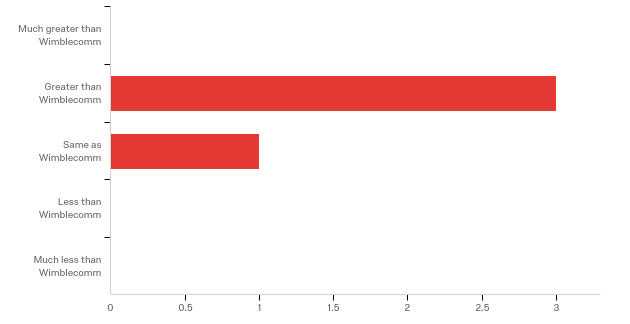 Much greater than
Wimblecomm
Greater than
Wimblecomm
Same as
Wimblecomm
Less than
Wimblecomm
Much less than
Wimblecomm
0 0.5 1 1.5 2 2.5 3